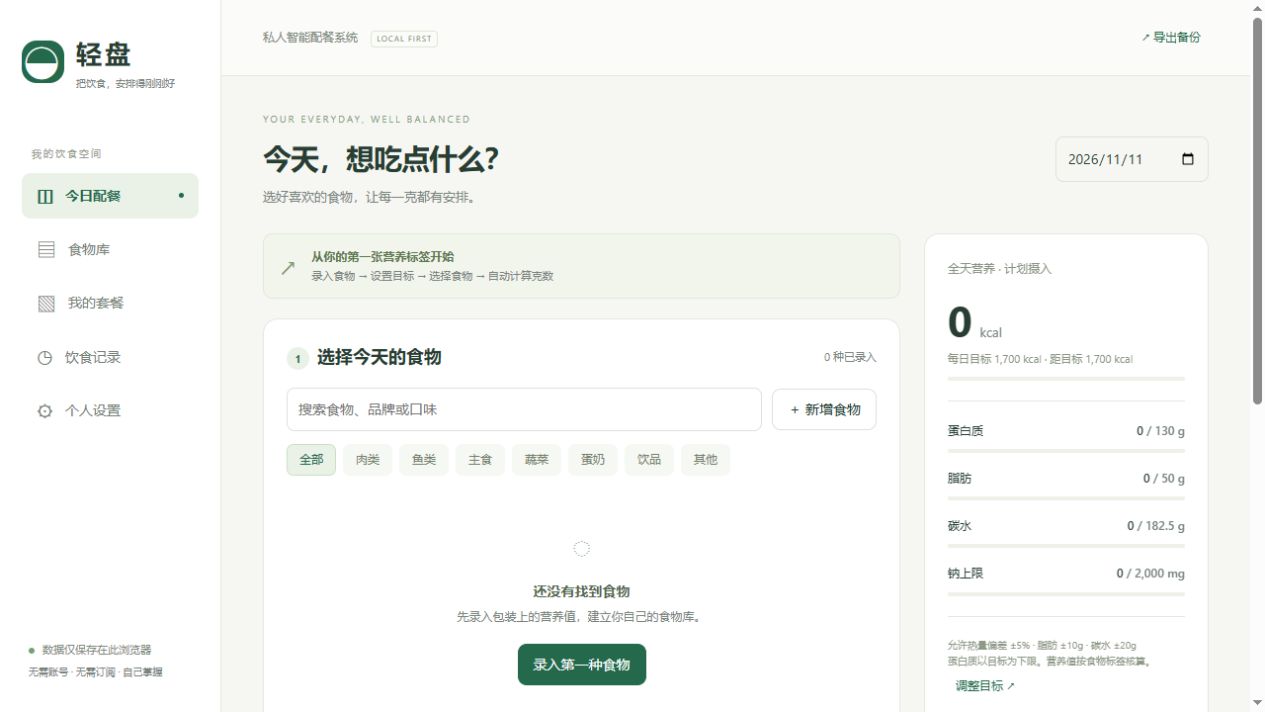 轻盘
把饮食，安排得刚刚好
我的饮食空间
今日配餐
食物库
我的套餐
饮食记录
个人设置
数据仅保存在此浏览器
无需账号 · 无需订阅 · 自己掌握
私人智能配餐系统
LOCAL FIRST
↗ 导出备份
YOUR EVERYDAY, WELL BALANCED
今天，想吃点什么？
选好喜欢的食物，让每一克都有安排。
2026/11/11
从你的第一张营养标签开始
录入食物 → 设置目标 → 选择食物 → 自动计算克数
1 选择今天的食物
0 种已录入
搜索食物、品牌或口味
+ 新增食物
全部 肉类 鱼类 主食 蔬菜 蛋奶 饮品 其他
还没有找到食物
先录入包装上的营养值，建立你自己的食物库。
录入第一种食物
全天营养 · 计划摄入
0 kcal
每日目标 1,700 kcal · 距目标 1,700 kcal
蛋白质 0 / 130 g
脂肪 0 / 50 g
碳水 0 / 182.5 g
钠上限 0 / 2,000 mg
允许热量偏差 ±5% · 脂肪 ±10g · 碳水 ±20g
蛋白质以目标为下限。营养值按食物标签核算。
调整目标 ↗